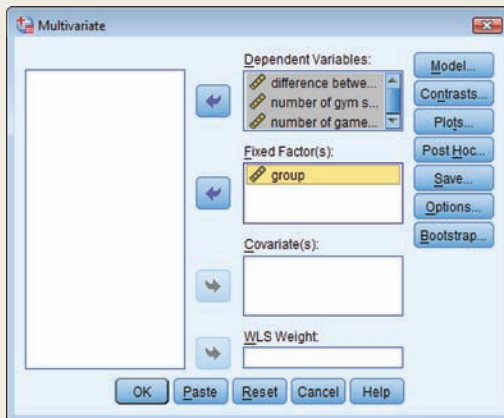 Multivariate
Dependent Variables:
difference betwe...
number of gym s...
number of game...
Fixed Factor(s):
group
Covariate(s):
WLS Weight:
Model...
Contrasts...
Plots...
Post Hoc...
Save...
Options...
Bootstrap...
OK Paste Reset Cancel Help